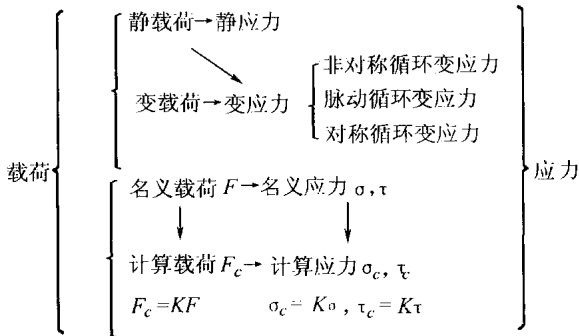 静载荷→静应力
变载荷→变应力
非对称循环变应力
脉动循环变应力
对称循环变应力
载荷
应力
名义载荷 F→名义应力 σ,τ
计算载荷 F_c→计算应力 σ_c, τ_c
F_c=KF σ_c= Kσ, τ_c= Kτ